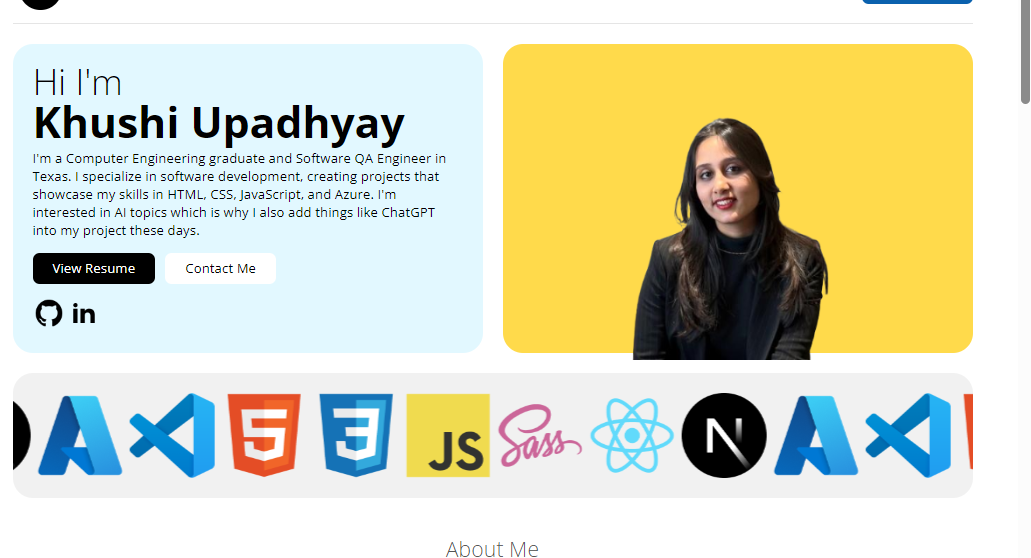 Hi I'm
Khushi Upadhyay
I'm a Computer Engineering graduate and Software QA Engineer in
Texas. I specialize in software development, creating projects that
showcase my skills in HTML, CSS, JavaScript, and Azure. I'm
interested in AI topics which is why I also add things like ChatGPT
into my project these days.
View Resume
Contact Me
in
5
3
JS
Sass
N
About Me